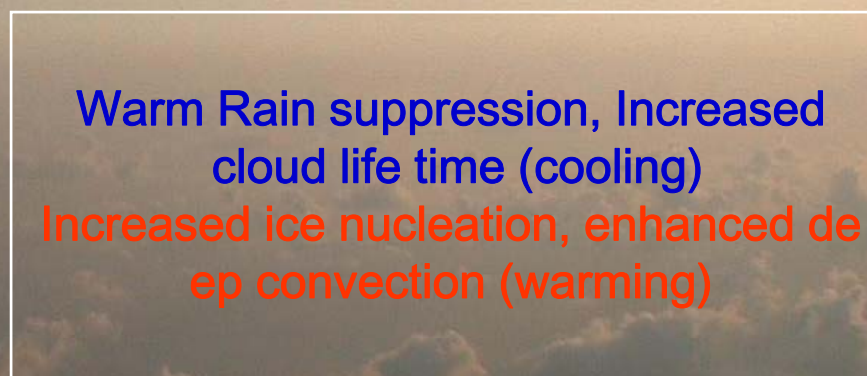 Warm Rain suppression, Increased
cloud life time (cooling)
Increased ice nucleation, enhanced de
ep convection (warming)